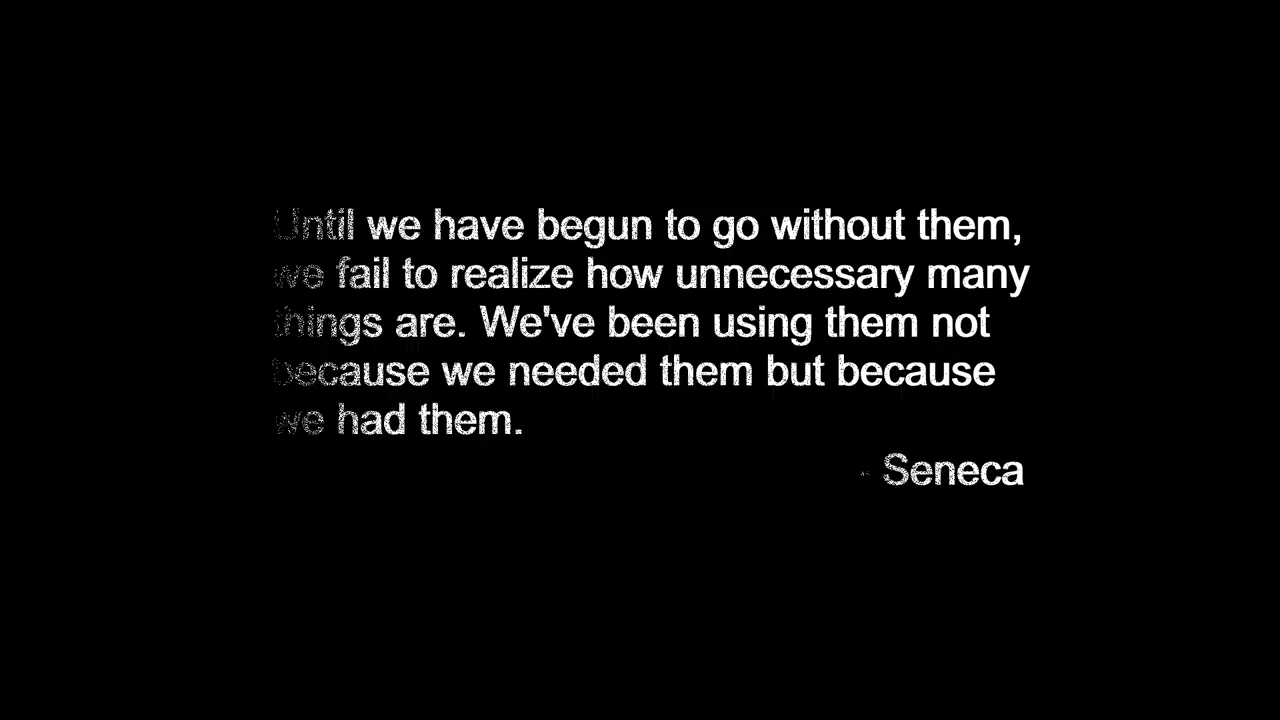 Until we have begun to go without them,
we fail to realize how unnecessary many
things are. We've been using them not
because we needed them but because
we had them.
- Seneca